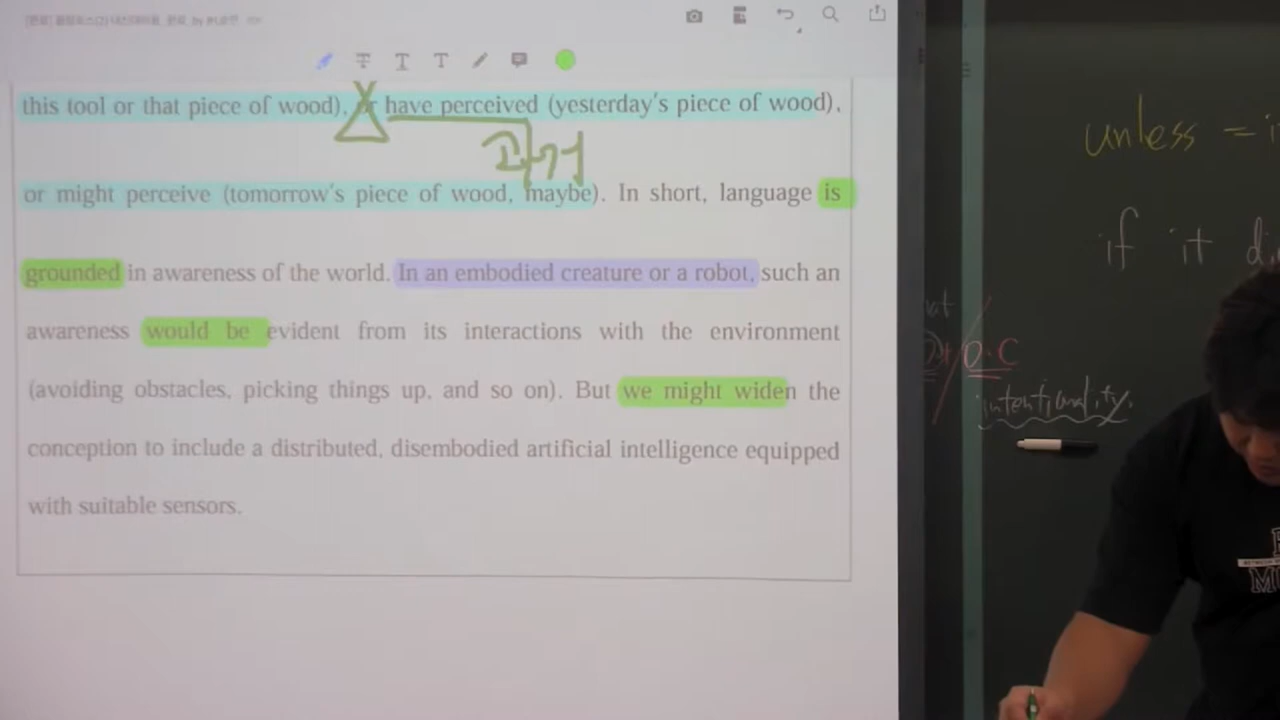 this tool or that piece of wood), or have perceived (yesterday's piece of wood),
과거
or might perceive (tomorrow's piece of wood, maybe). In short, language is
grounded in awareness of the world. In an embodied creature or a robot, such an
awareness would be evident from its interactions with the environment
(avoiding obstacles, picking things up, and so on). But we might widen the
conception to include a distributed, disembodied artificial intelligence equipped
with suitable sensors.
unless =
if it
O.C
intentionality.